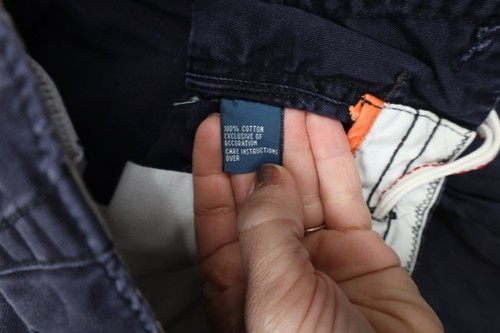 100% COTTON
EXCLUSIVE OF
DECORATION
CARE INSTRUCTIONS
OVER